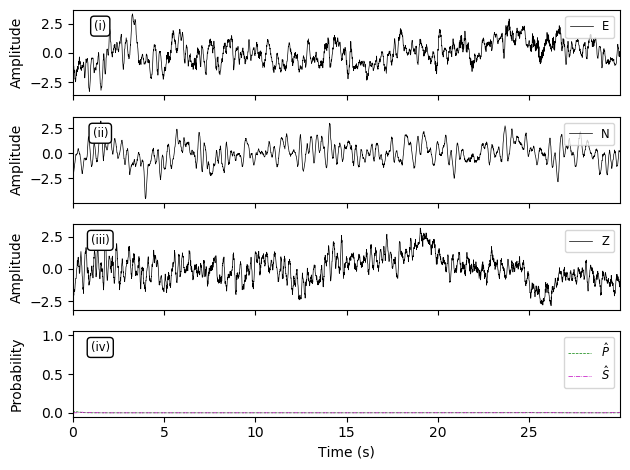 Amplitude
2.5
0.0
−2.5
(i)
E
Amplitude
2.5
0.0
−2.5
(ii)
N
Amplitude
2.5
0.0
−2.5
(iii)
Z
Probability
1.0
0.5
0.0
(iv)
P̂
Ŝ
0 5 10 15 20 25
Time (s)